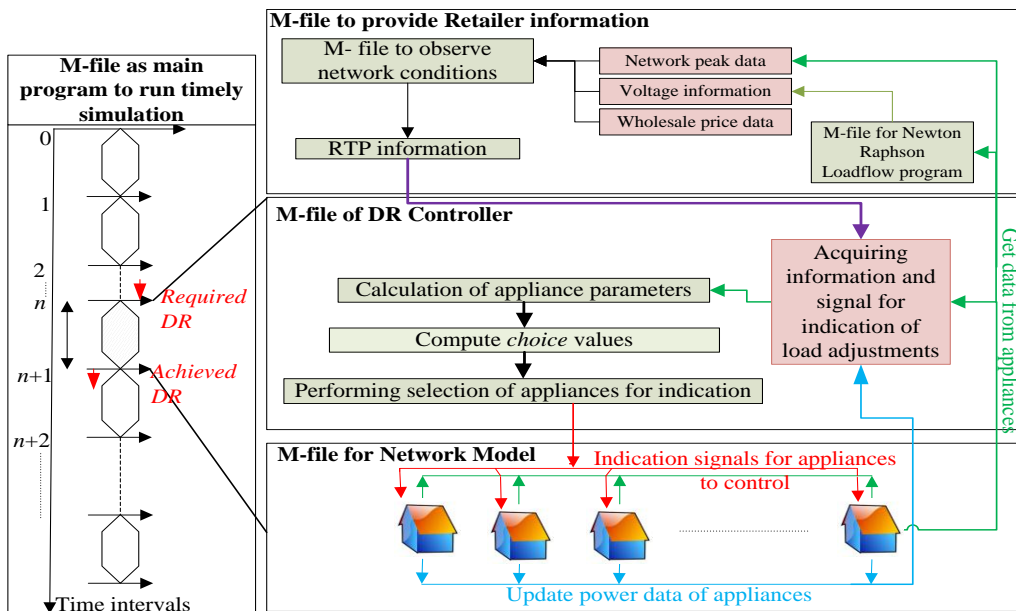 M-file as main
program to run timely
simulation
0
1
2
n
n+1
n+2
Required
DR
Achieved
DR
Time intervals
M-file to provide Retailer information
M- file to observe
network conditions
Network peak data
Voltage information
Wholesale price data
RTP information
M-file for Newton
Raphson
Loadflow program
M-file of DR Controller
Calculation of appliance parameters
Compute choice values
Performing selection of appliances for indication
Acquiring
information and
signal for
indication of
load adjustments
Get data from appliances
M-file for Network Model
Indication signals for appliances
to control
Update power data of appliances